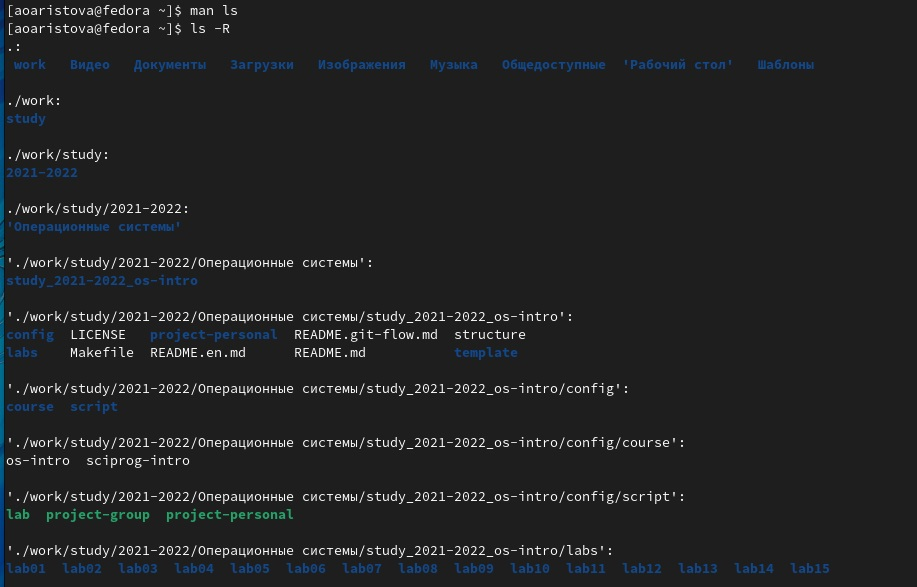 [aoaristova@fedora ~]$ man ls
[aoaristova@fedora ~]$ ls -R
.:
work Видео Документы Загрузки Изображения Музыка Общедоступные 'Рабочий стол' Шаблоны
./work:
study
./work/study:
2021-2022
./work/study/2021-2022:
'Операционные системы'
'./work/study/2021-2022/Операционные системы':
study_2021-2022_os-intro
'./work/study/2021-2022/Операционные системы/study_2021-2022_os-intro':
config LICENSE project-personal README.git-flow.md structure
labs Makefile README.en.md README.md template
'./work/study/2021-2022/Операционные системы/study_2021-2022_os-intro/config':
course script
'./work/study/2021-2022/Операционные системы/study_2021-2022_os-intro/config/course':
os-intro sciprog-intro
'./work/study/2021-2022/Операционные системы/study_2021-2022_os-intro/config/script':
lab project-group project-personal
'./work/study/2021-2022/Операционные системы/study_2021-2022_os-intro/labs':
lab01 lab02 lab03 lab04 lab05 lab06 lab07 lab08 lab09 lab10 lab11 lab12 lab13 lab14 lab15